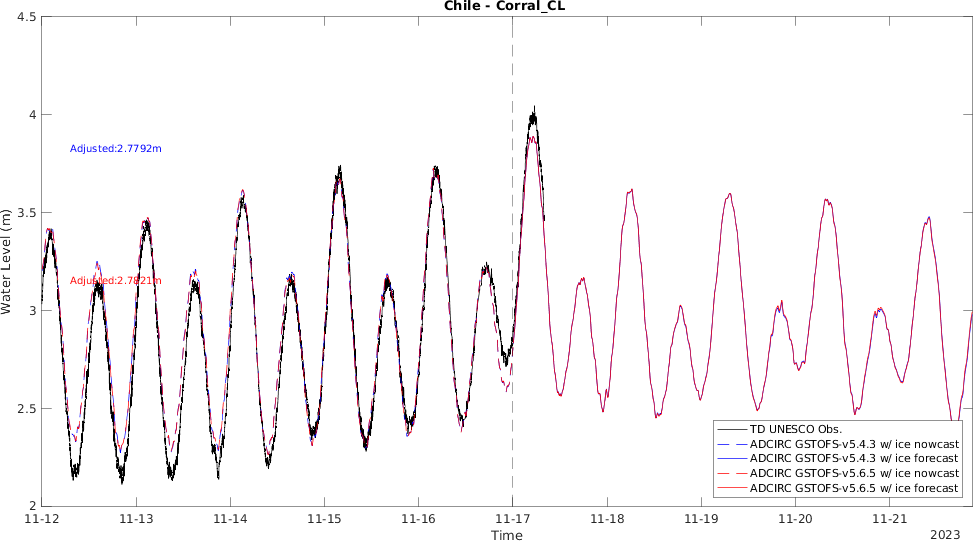 Chile - Corral_CL
4.5
4
3.5
3
2.5
2
Water Level (m)
Adjusted:2.7792m
Adjusted:2.7821m
TD UNESCO Obs.
ADCIRC GSTOFS-v5.4.3 w/ ice nowcast
ADCIRC GSTOFS-v5.4.3 w/ ice forecast
ADCIRC GSTOFS-v5.6.5 w/ ice nowcast
ADCIRC GSTOFS-v5.6.5 w/ ice forecast
11-12 11-13 11-14 11-15 11-16 11-17 11-18 11-19 11-20 11-21
Time
2023